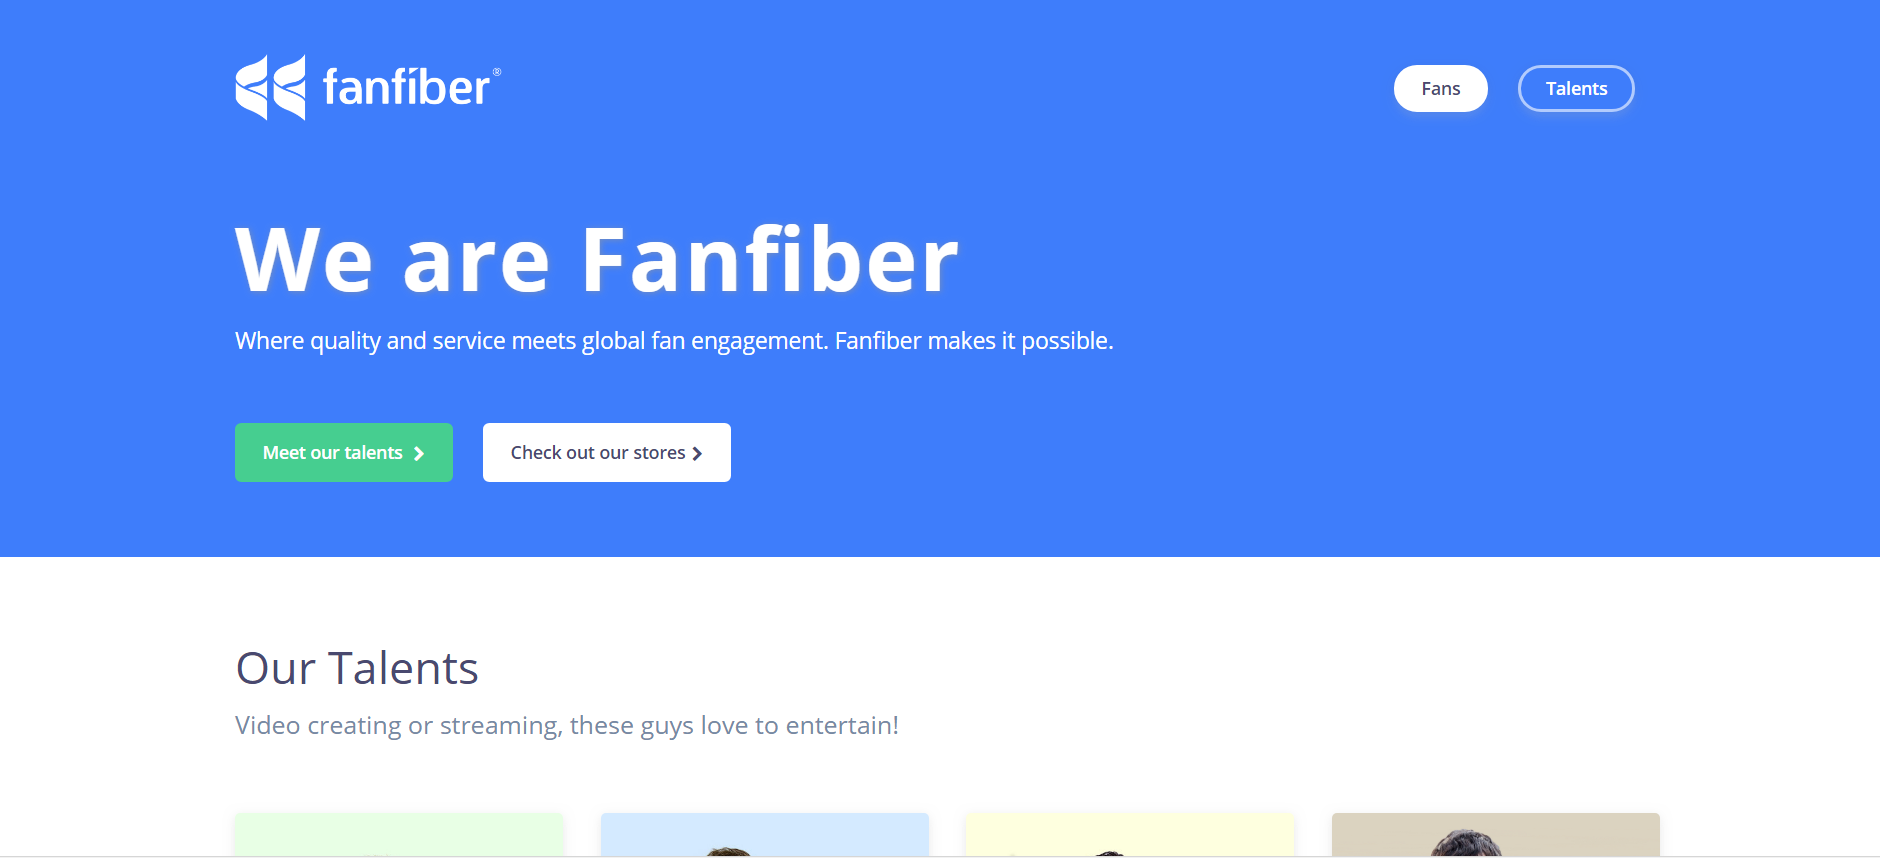 fanfiber®
Fans
Talents
We are Fanfiber
Where quality and service meets global fan engagement. Fanfiber makes it possible.
Meet our talents
Check out our stores
Our Talents
Video creating or streaming, these guys love to entertain!